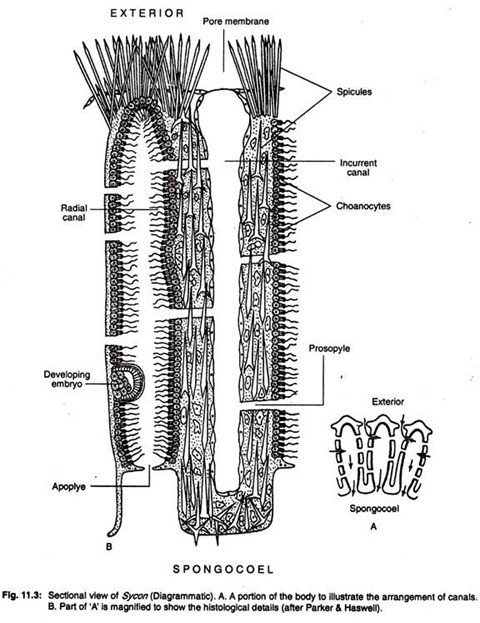 EXTERIOR
Pore membrane
Spicules
Incurrent
canal
Radial
canal
Choanocytes
Prosopyle
Developing
embryo
Exterior
Apoplye
Spongocoel
A
B
SPONGOCOEL
Fig. 11.3: Sectional view of Sycon (Diagrammatic). A. A portion of the body to illustrate the arrangement of canals.
B. Part of 'A' is magnified to show the histological details (after Parker & Haswell).